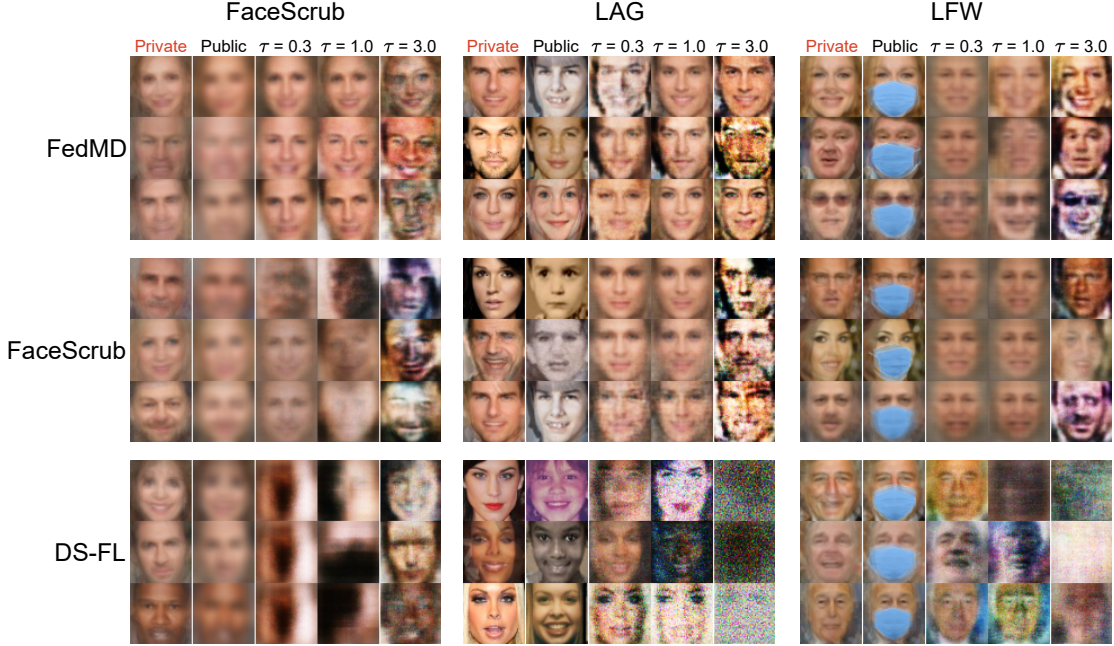 FaceScrub LAG LFW
Private Public τ = 0.3 τ = 1.0 τ = 3.0 Private Public τ = 0.3 τ = 1.0 τ = 3.0 Private Public τ = 0.3 τ = 1.0 τ = 3.0
FedMD
FaceScrub
DS-FL